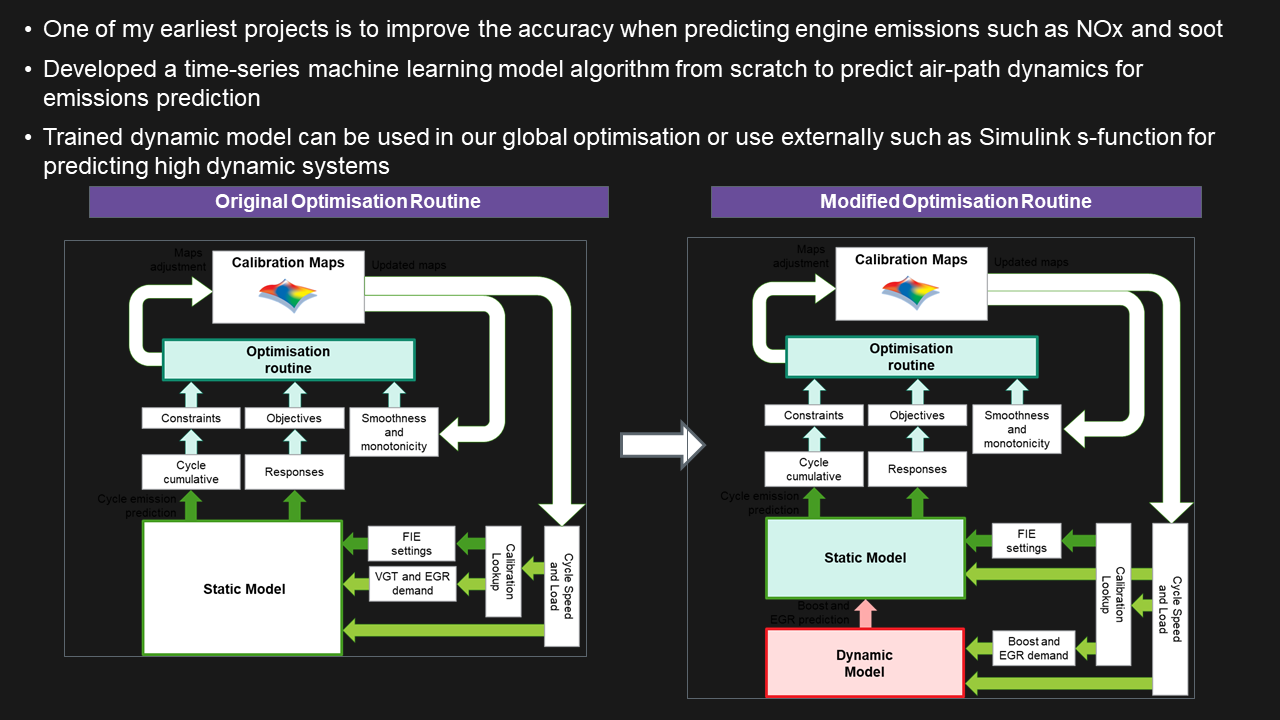 • One of my earliest projects is to improve the accuracy when predicting engine emissions such as NOx and soot
• Developed a time-series machine learning model algorithm from scratch to predict air-path dynamics for
emissions prediction
• Trained dynamic model can be used in our global optimisation or use externally such as Simulink s-function for
predicting high dynamic systems
Original Optimisation Routine
Maps
adjustment
Calibration Maps
Updated maps
Optimisation
routine
Constraints
Objectives
Smoothness
and
monotonicity
Cycle
cumulative
Responses
Cycle emission
prediction
Static Model
FIE
settings
VGT and EGR
demand
Calibration
Lookup
Cycle Speed
and Load
Modified Optimisation Routine
Maps
adjustment
Calibration Maps
Updated maps
Optimisation
routine
Constraints
Objectives
Smoothness
and
monotonicity
Cycle
cumulative
Responses
Cycle emission
prediction
Static Model
FIE
settings
Calibration
Lookup
Cycle Speed
and Load
Boost and
EGR prediction
Dynamic
Model
Boost and
EGR demand